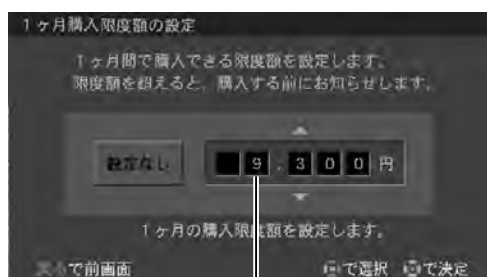 1ヶ月購入限度額の設定
1ヶ月間で購入できる限度額を設定します。
限度額を超えると、購入する前にお知らせします。
設定なし 9,300円
1ヶ月の購入限度額を設定します。
で前画面 で選択 で決定